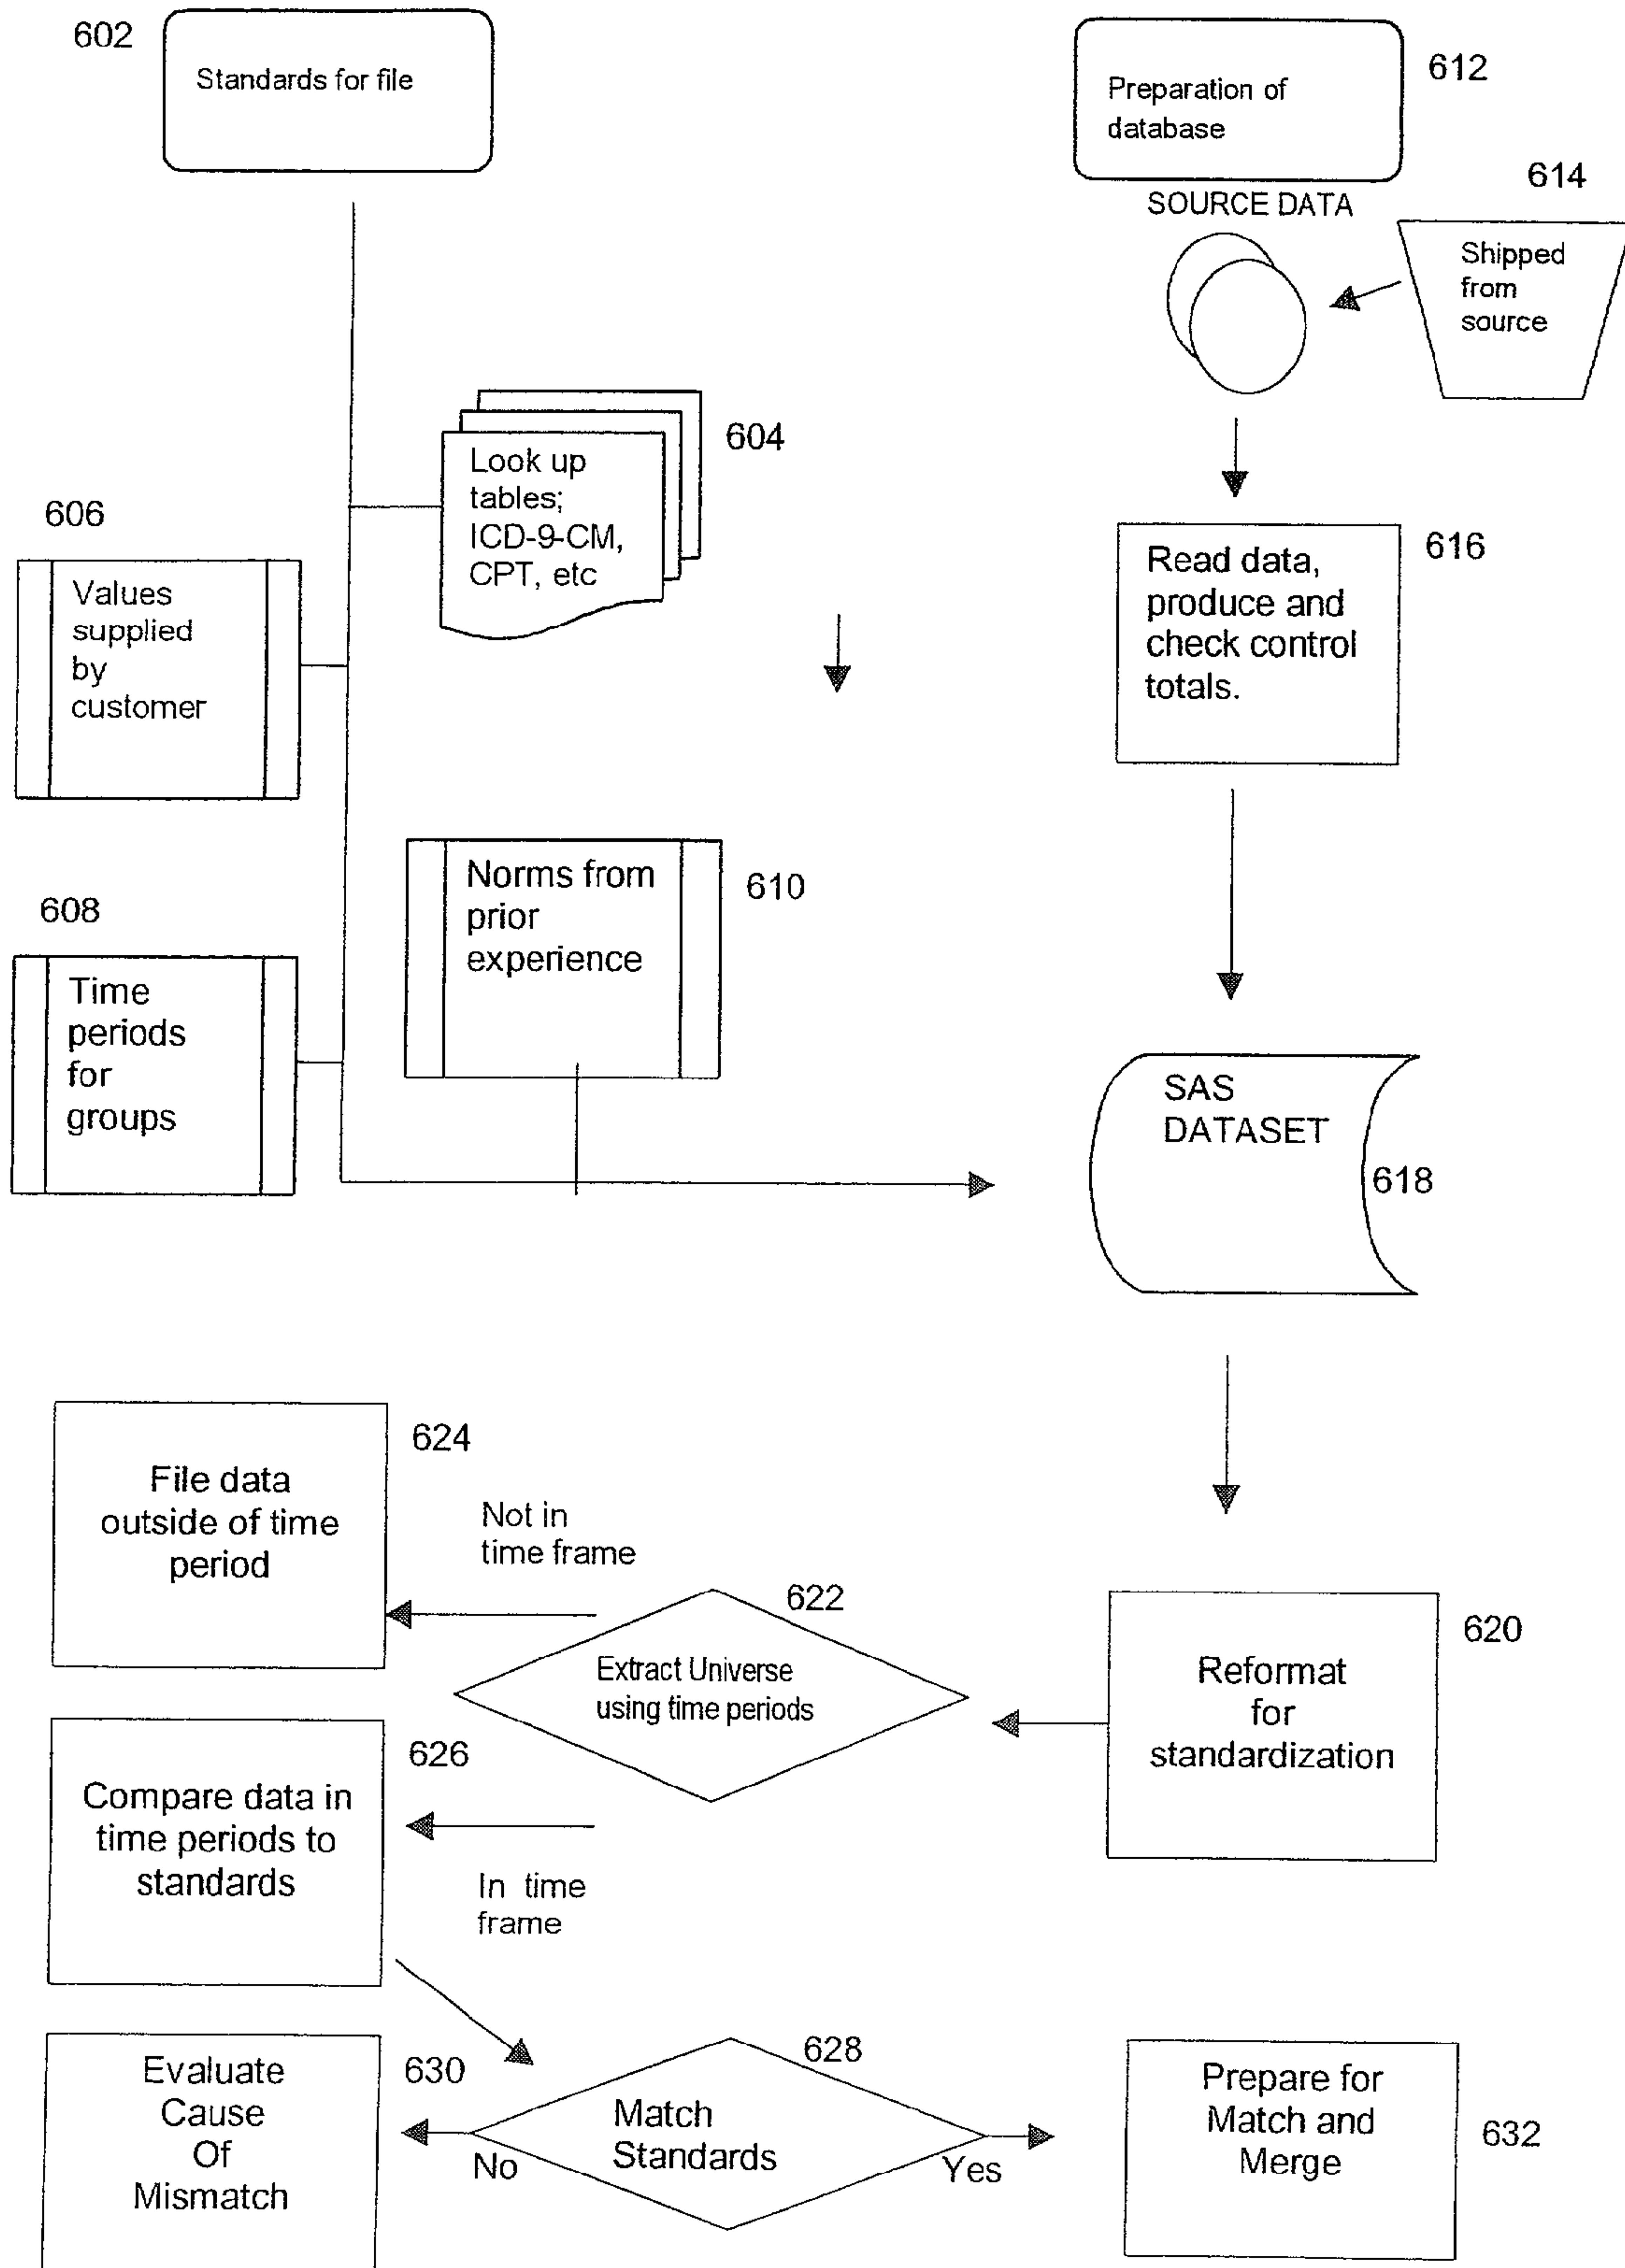 602
Standards for file
Preparation of
database
612
SOURCE DATA
614
Shipped
from
source
604
Look up
tables;
ICD-9-CM,
CPT, etc
606
Values
supplied
by
customer
616
Read data,
produce and
check control
totals.
608
Time
periods
for
groups
Norms from
prior
experience
610
SAS
DATASET
618
624
File data
outside of time
period
Not in
time frame
622
Extract Universe
using time periods
620
Reformat
for
standardization
626
Compare data in
time periods to
standards
In time
frame
628
Match
Standards
No
Yes
630
Evaluate
Cause
Of
Mismatch
Prepare for
Match and
Merge
632